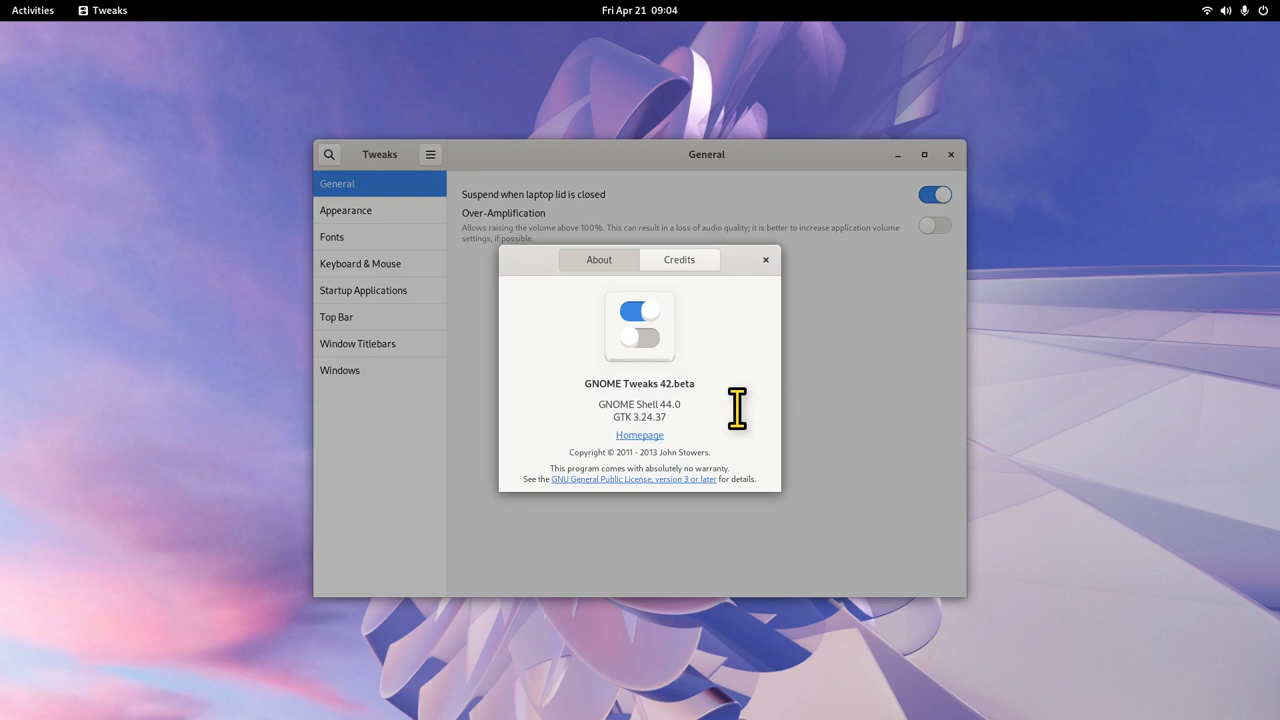 Activities
Tweaks
Fri Apr 21  09:04
Tweaks
General
General
Appearance
Fonts
Keyboard & Mouse
Startup Applications
Top Bar
Window Titlebars
Windows
Suspend when laptop lid is closed
Over-Amplification
Allows raising the volume above 100%. This can result in a loss of audio quality; it is better to increase application volume
settings, if possible.
About
Credits
GNOME Tweaks 42.beta
GNOME Shell 44.0
GTK 3.24.37
Homepage
Copyright © 2011 - 2013 John Stowers.
This program comes with absolutely no warranty.
See the GNU General Public License, version 3 or later for details.